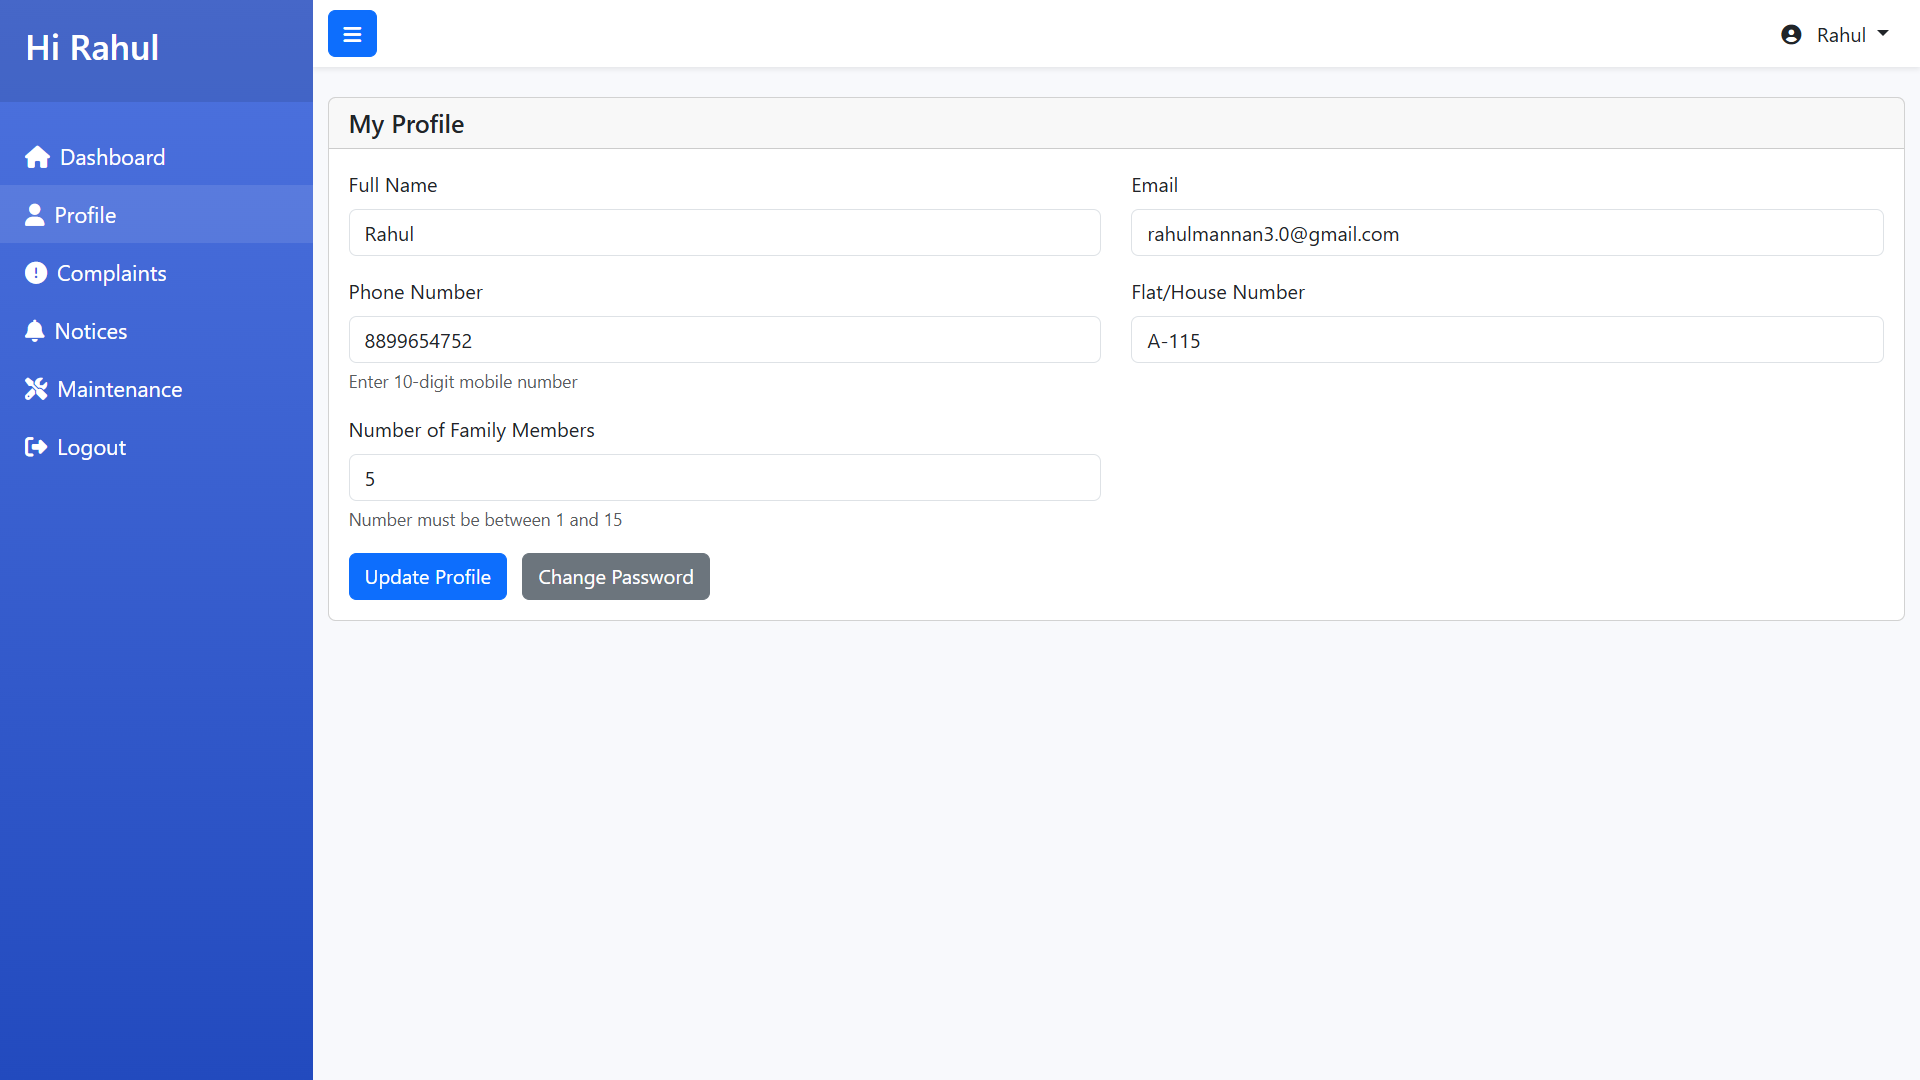 Hi Rahul
Dashboard
Profile
Complaints
Notices
Maintenance
Logout
Rahul
My Profile
Full Name
Rahul
Email
rahulmannan3.0@gmail.com
Phone Number
8899654752
Enter 10-digit mobile number
Flat/House Number
A-115
Number of Family Members
5
Number must be between 1 and 15
Update Profile
Change Password